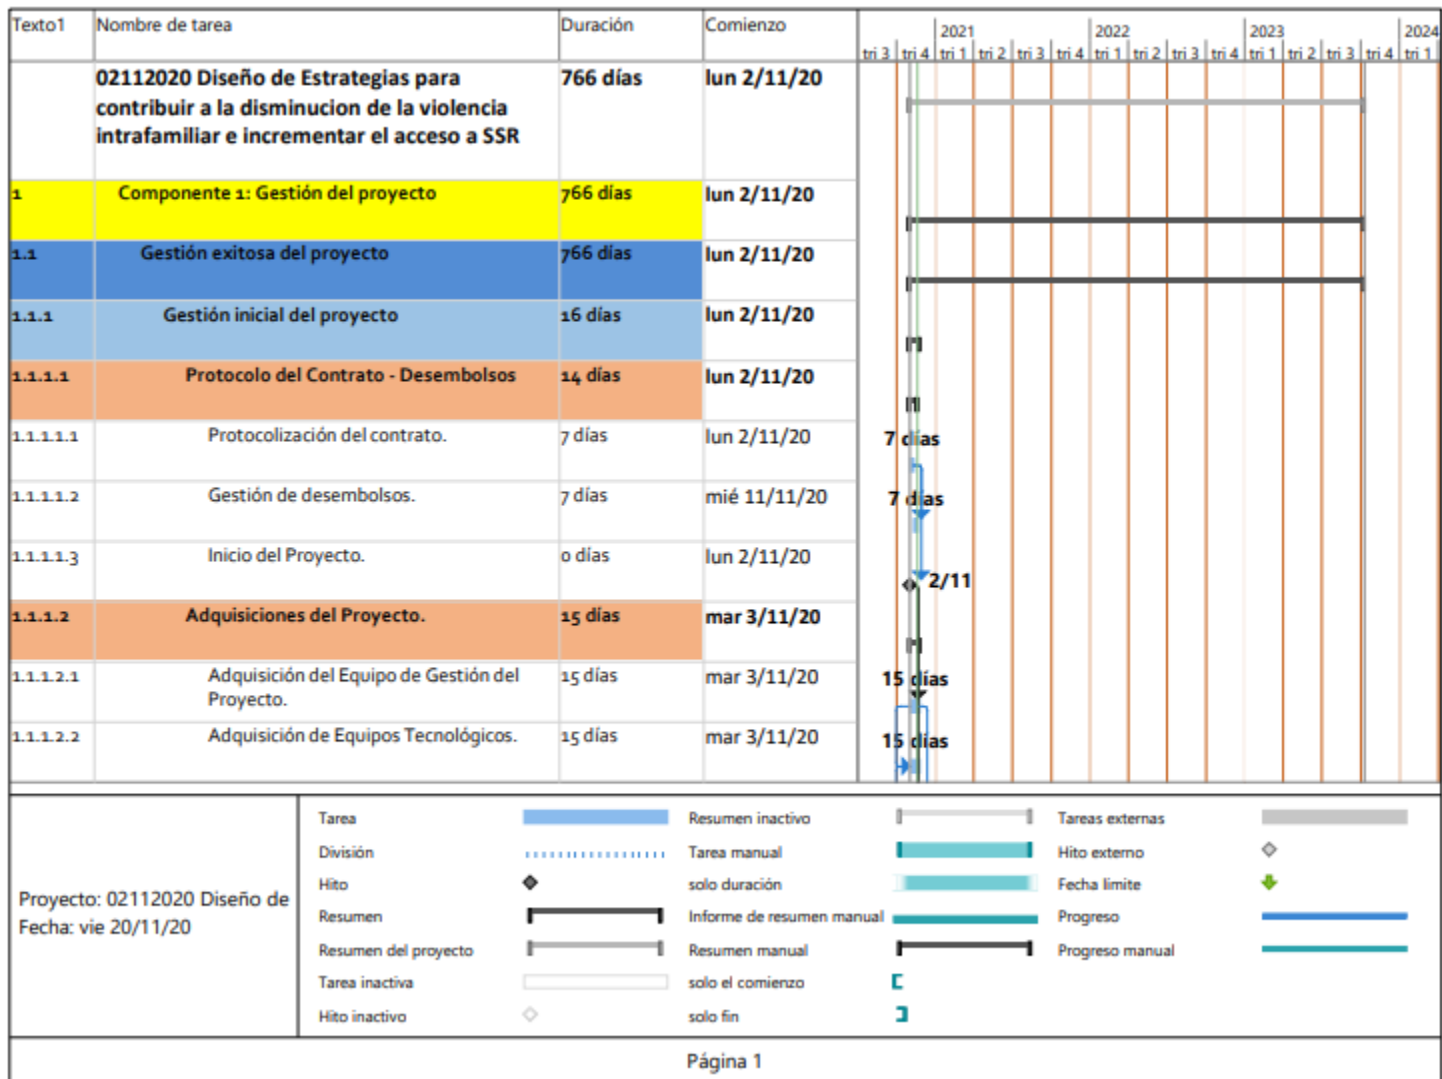 Texto1 Nombre de tarea Duración Comienzo
2021 2022 2023 2024
tri 3 tri 4 tri 1 tri 2 tri 3 tri 4 tri 1 tri 2 tri 3 tri 4 tri 1 tri 2 tri 3 tri 4 tri 1
02112020 Diseño de Estrategias para 766 días lun 2/11/20
contribuir a la disminucion de la violencia
intrafamiliar e incrementar el acceso a SSR
1 Componente 1: Gestión del proyecto 766 días lun 2/11/20
1.1 Gestión exitosa del proyecto 766 días lun 2/11/20
1.1.1 Gestión inicial del proyecto 16 días lun 2/11/20
1.1.1.1 Protocolo del Contrato - Desembolsos 14 días lun 2/11/20
1.1.1.1.1 Protocolización del contrato. 7 días lun 2/11/20 7 días
1.1.1.1.2 Gestión de desembolsos. 7 días mié 11/11/20 7 días
1.1.1.1.3 Inicio del Proyecto. 0 días lun 2/11/20 2/11
1.1.1.2 Adquisiciones del Proyecto. 15 días mar 3/11/20
1.1.1.2.1 Adquisición del Equipo de Gestión del 15 días mar 3/11/20 15 días
Proyecto.
1.1.1.2.2 Adquisición de Equipos Tecnológicos. 15 días mar 3/11/20 15 días
Proyecto: 02112020 Diseño de
Fecha: vie 20/11/20
Tarea Resumen inactivo Tareas externas
División Tarea manual Hito externo
Hito solo duración Fecha límite
Resumen Informe de resumen manual Progreso
Resumen del proyecto Resumen manual Progreso manual
Tarea inactiva solo el comienzo
Hito inactivo solo fin
Página 1